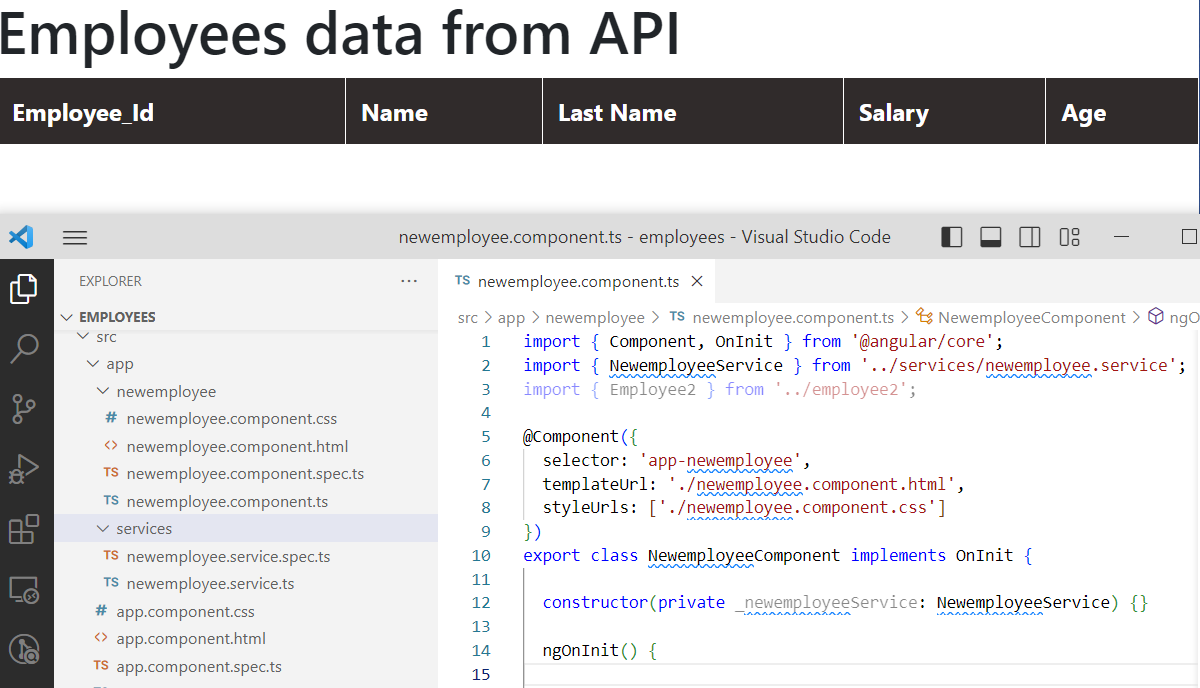 Employees data from API
Employee_Id Name Last Name Salary Age
newemployee.component.ts - employees - Visual Studio Code
EXPLORER
EMPLOYEES
src
app
newemployee
# newemployee.component.css
<> newemployee.component.html
TS newemployee.component.spec.ts
TS newemployee.component.ts
services
TS newemployee.service.spec.ts
TS newemployee.service.ts
# app.component.css
<> app.component.html
TS app.component.spec.ts
TS newemployee.component.ts
src > app > newemployee > TS newemployee.component.ts > NewemployeeComponent > ngO
1 import { Component, OnInit } from '@angular/core';
2 import { NewemployeeService } from '../services/newemployee.service';
3 import { Employee2 } from '../employee2';
4
5 @Component({
6 selector: 'app-newemployee',
7 templateUrl: './newemployee.component.html',
8 styleUrls: ['./newemployee.component.css']
9 })
10 export class NewemployeeComponent implements OnInit {
11
12 constructor(private _newemployeeService: NewemployeeService) {}
13
14 ngOnInit() {
15